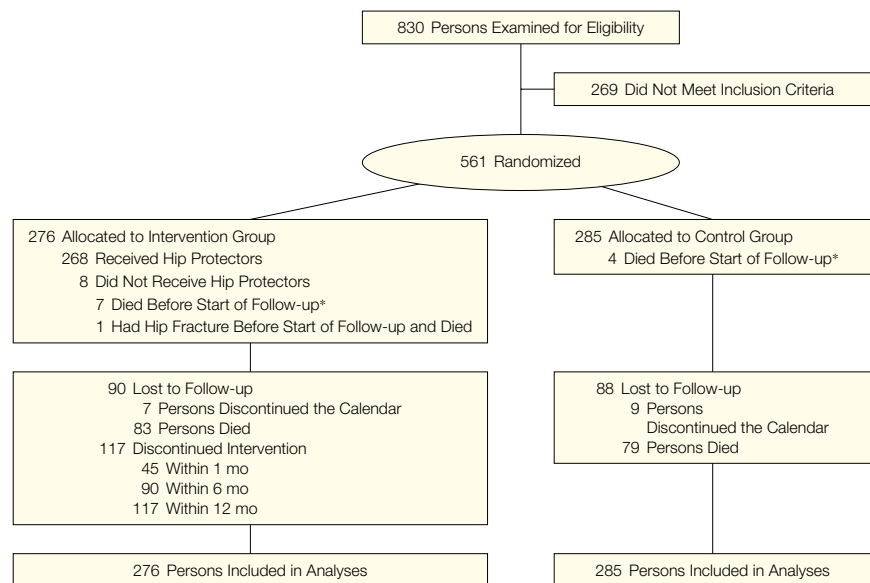 830 Persons Examined for Eligibility
269 Did Not Meet Inclusion Criteria
561 Randomized
276 Allocated to Intervention Group
268 Received Hip Protectors
8 Did Not Receive Hip Protectors
7 Died Before Start of Follow-up*
1 Had Hip Fracture Before Start of Follow-up and Died
285 Allocated to Control Group
4 Died Before Start of Follow-up*
90 Lost to Follow-up
7 Persons Discontinued the Calendar
83 Persons Died
117 Discontinued Intervention
45 Within 1 mo
90 Within 6 mo
117 Within 12 mo
88 Lost to Follow-up
9 Persons
Discontinued the Calendar
79 Persons Died
276 Persons Included in Analyses
285 Persons Included in Analyses